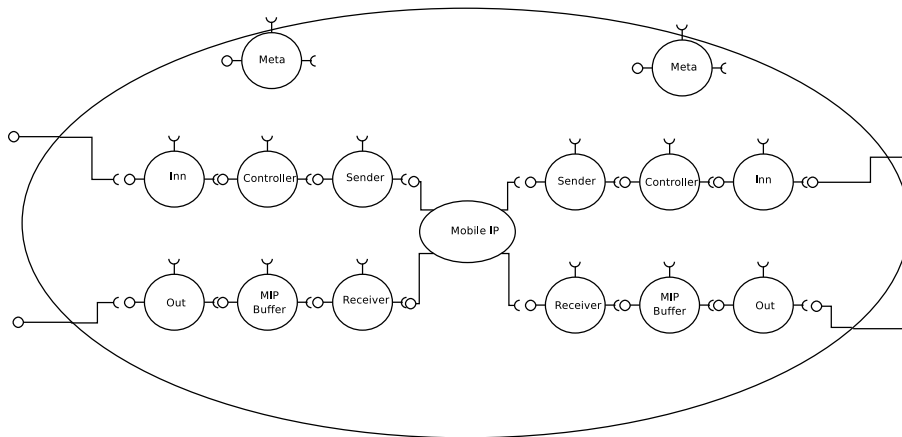 Meta
Meta
Inn
Controller
Sender
Sender
Controller
Inn
Mobile IP
Out
MIP
Buffer
Receiver
Receiver
MIP
Buffer
Out